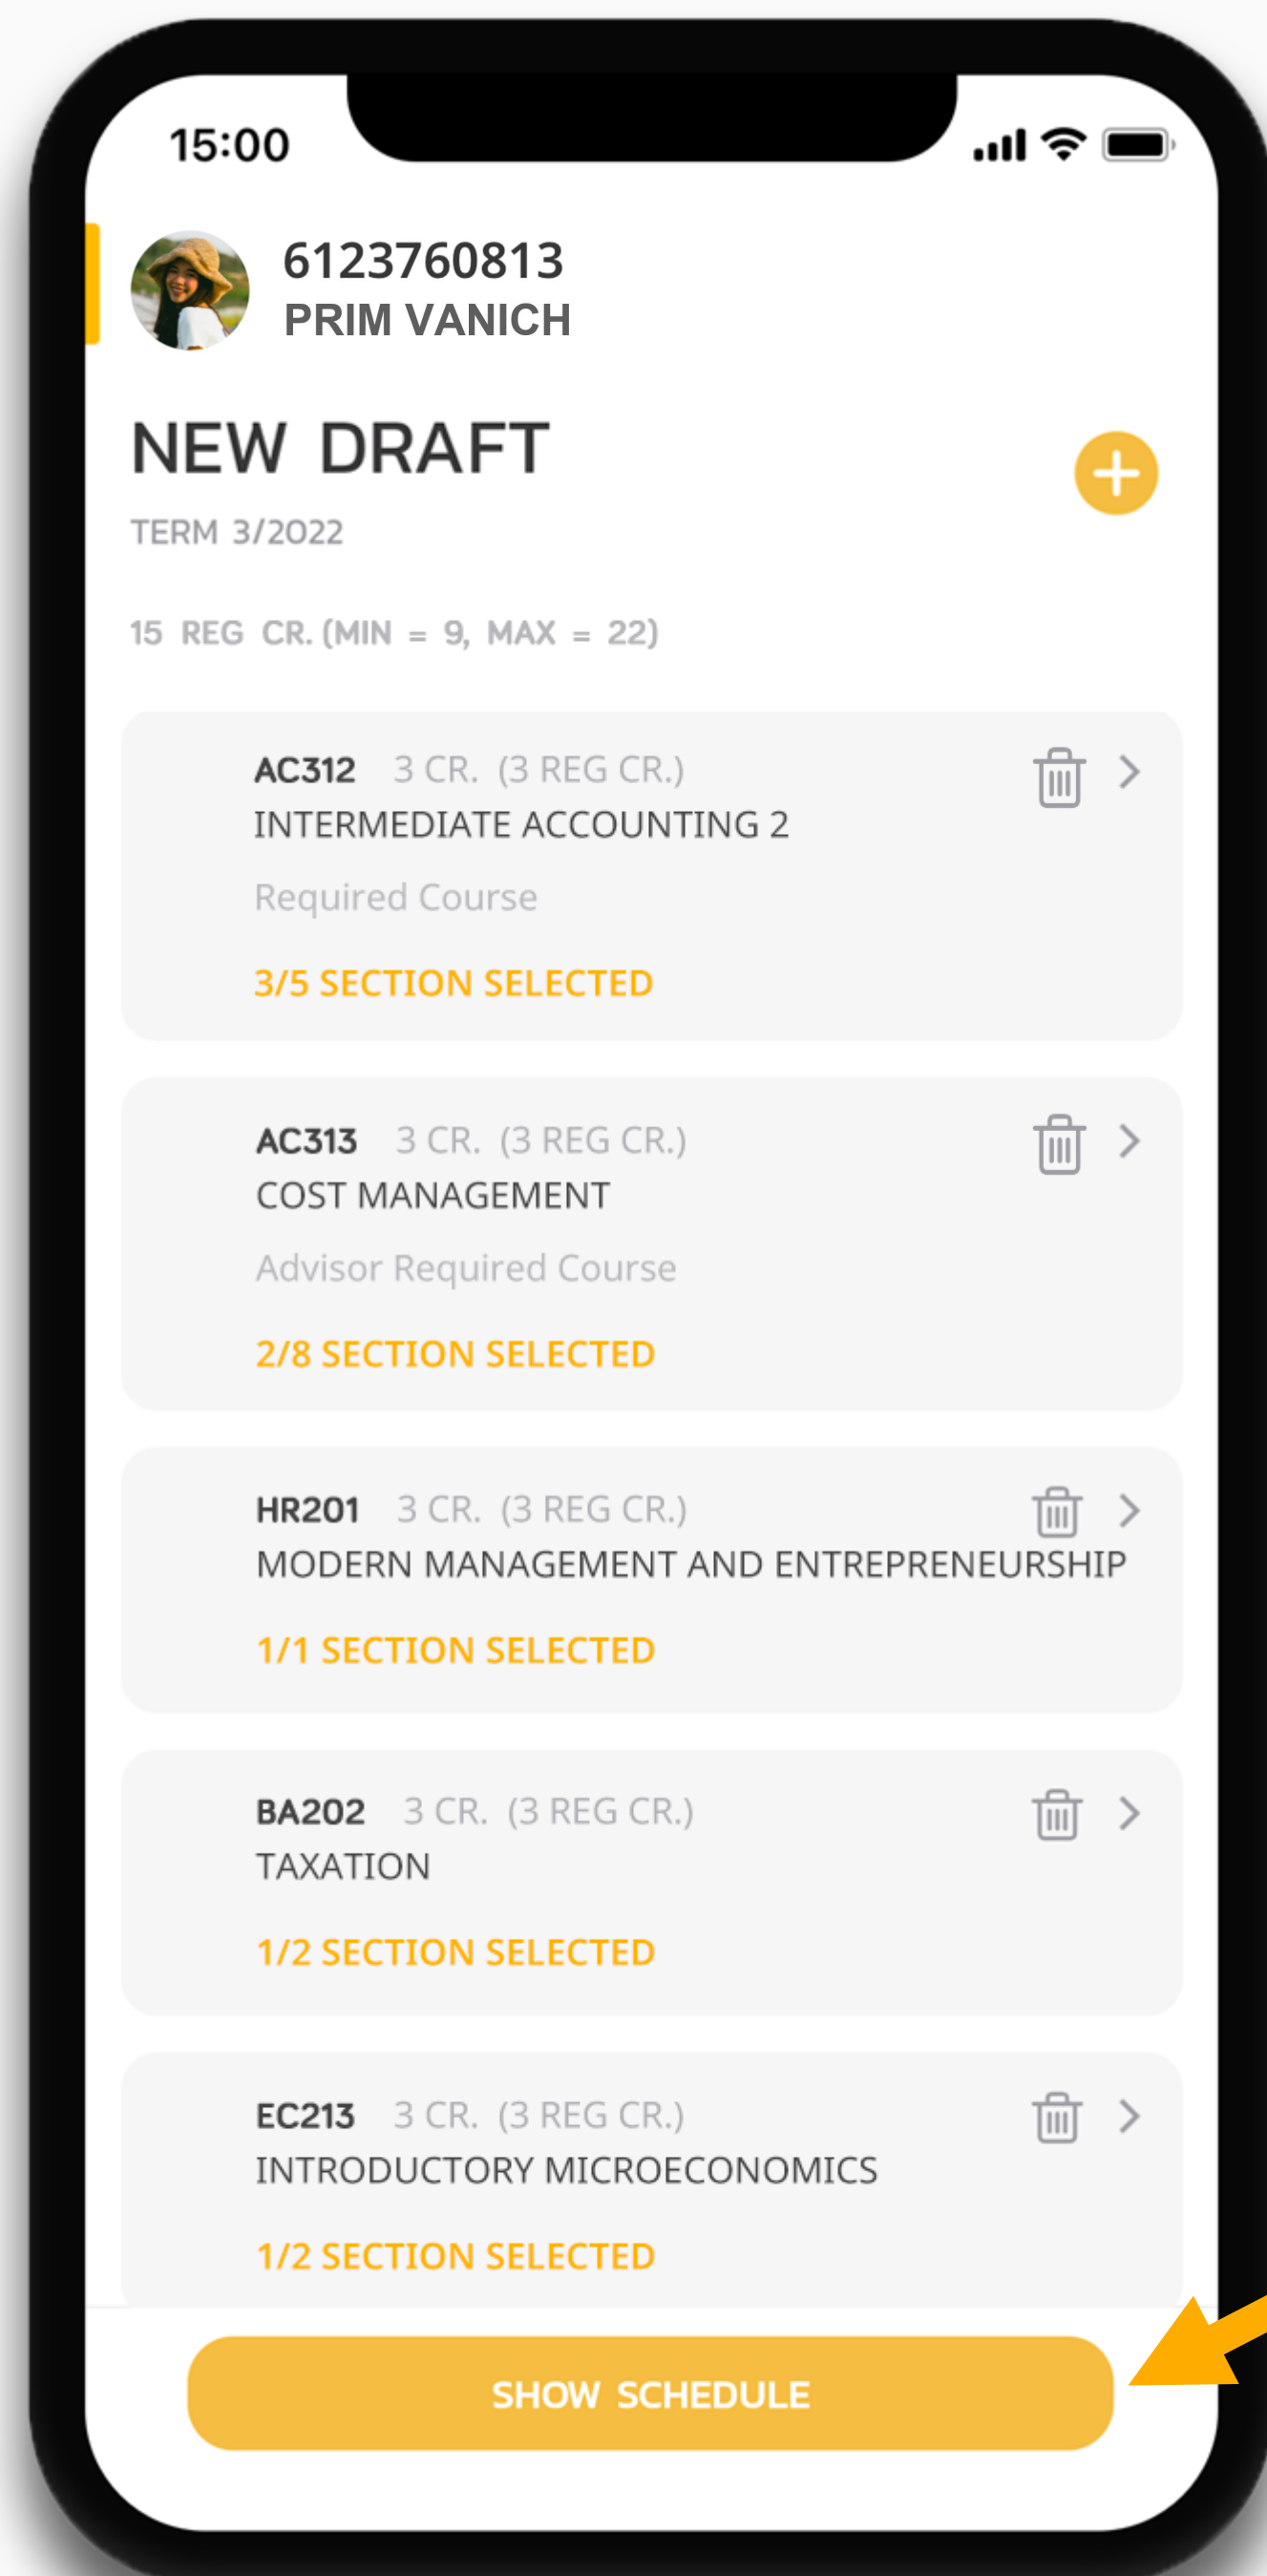 15:00
6123760813
PRIM VANICH
NEW DRAFT
TERM 3/2022
15 REG CR. (MIN = 9, MAX = 22)
AC312 3 CR. (3 REG CR.)
INTERMEDIATE ACCOUNTING 2
Required Course
3/5 SECTION SELECTED
AC313 3 CR. (3 REG CR.)
COST MANAGEMENT
Advisor Required Course
2/8 SECTION SELECTED
HR201 3 CR. (3 REG CR.)
MODERN MANAGEMENT AND ENTREPRENEURSHIP
1/1 SECTION SELECTED
BA202 3 CR. (3 REG CR.)
TAXATION
1/2 SECTION SELECTED
EC213 3 CR. (3 REG CR.)
INTRODUCTORY MICROECONOMICS
1/2 SECTION SELECTED
SHOW SCHEDULE